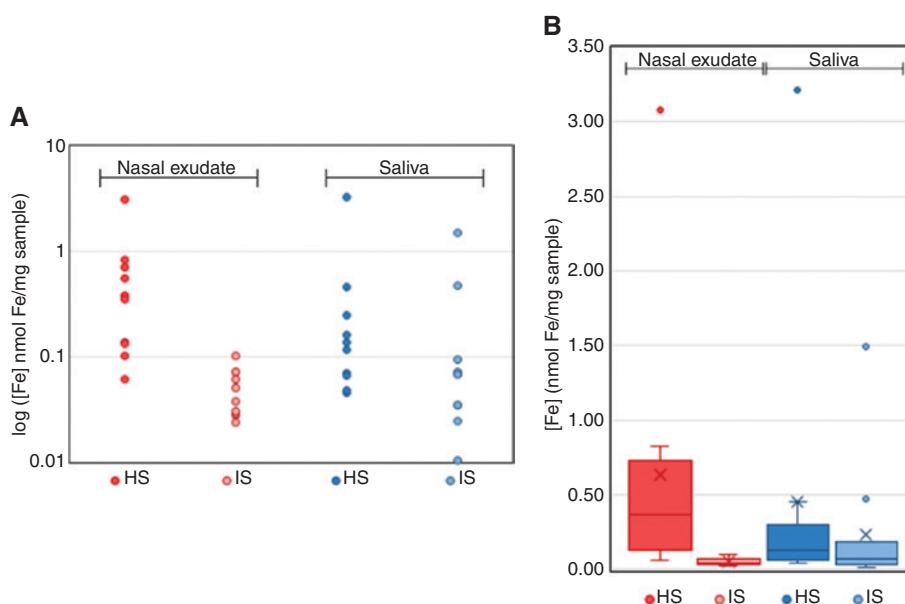 A
log ([Fe] nmol Fe/mg sample)
10
1
0.1
0.01
Nasal exudate
Saliva
HS
IS
HS
IS
B
[Fe] (nmol Fe/mg sample)
3.50
3.00
2.50
2.00
1.50
1.00
0.50
0.00
Nasal exudate
Saliva
HS
IS
HS
IS